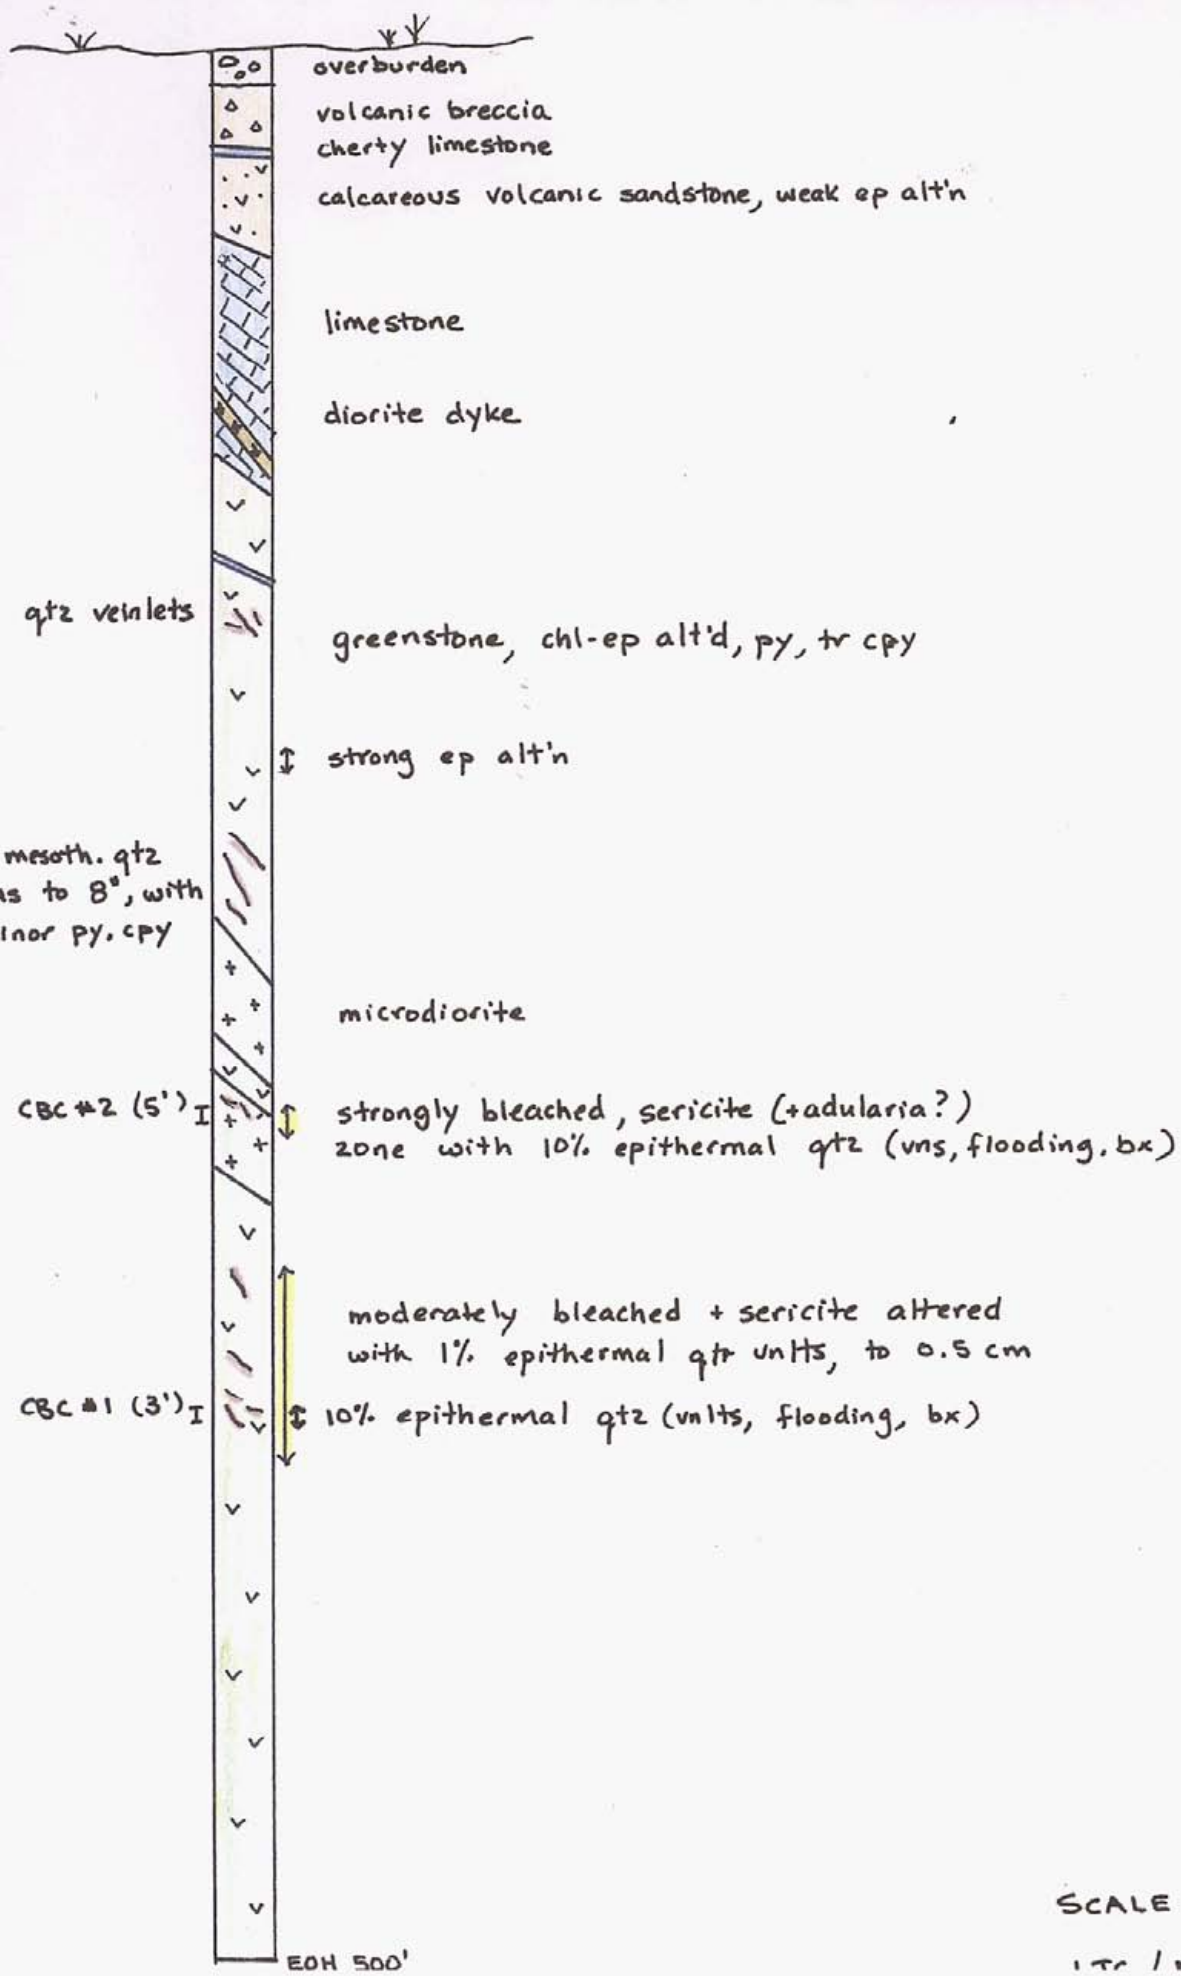 overburden
volcanic breccia
cherty limestone
calcareous volcanic sandstone, weak ep alt'n
limestone
diorite dyke
qtz veinlets
greenstone, chl-ep alt'd, py, tr cpy
strong ep alt'n
mesoth. qtz
ns to 8", with
inor py. cpy
microdiorite
CBC #2 (5')
strongly bleached, sericite (+adularia?)
zone with 10% epithermal qtz (vns, flooding, bx)
moderately bleached + sericite altered
with 1% epithermal qtz vnlts, to 0.5 cm
CBC #1 (3')
10% epithermal qtz (vnlts, flooding, bx)
EOH 500'
SCALE